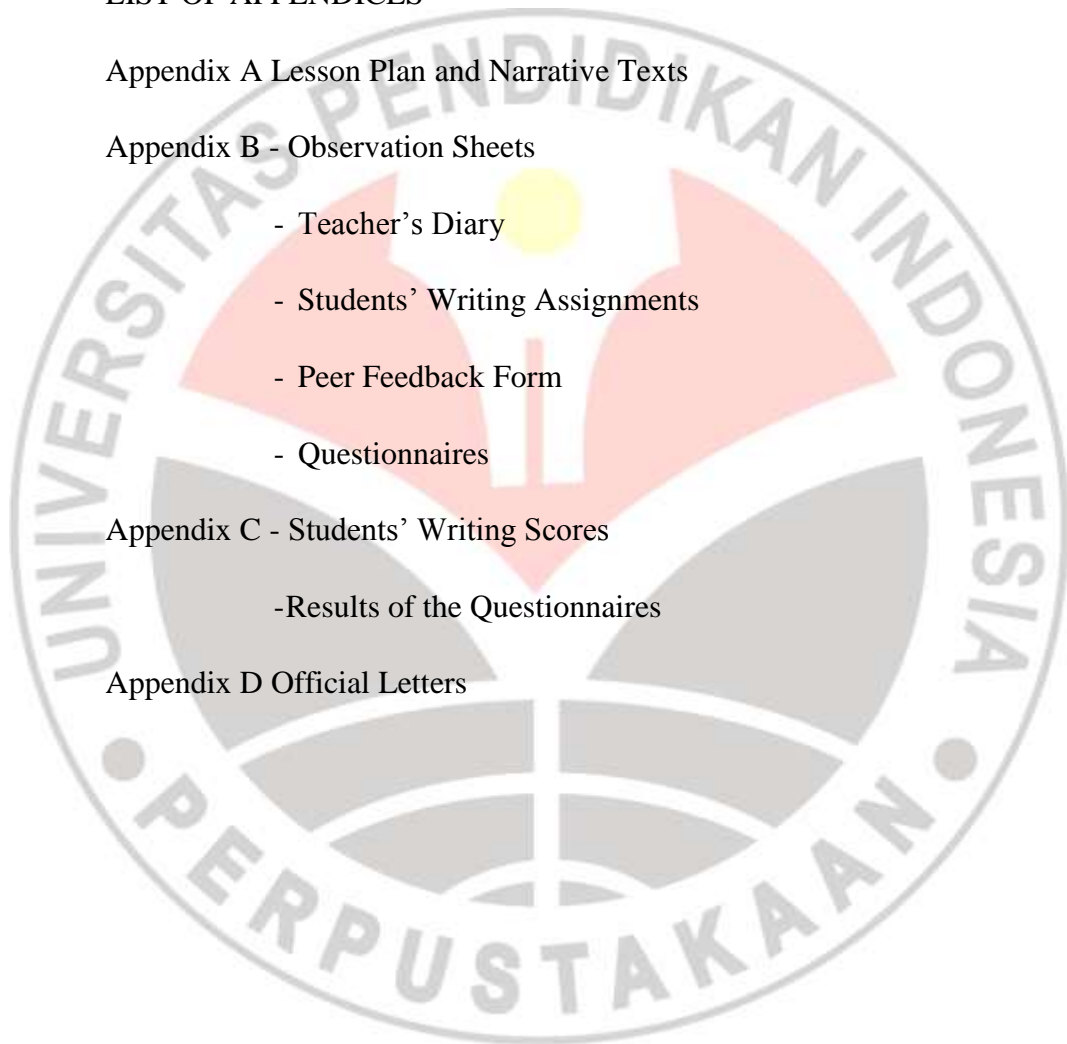 LIST OF APPENDICES
Appendix A Lesson Plan and Narrative Texts
Appendix B - Observation Sheets
- Teacher’s Diary
- Students’ Writing Assignments
- Peer Feedback Form
- Questionnaires
Appendix C - Students’ Writing Scores
-Results of the Questionnaires
Appendix D Official Letters
UNIVERSITAS PENDIDIKAN INDONESIA
PERPUSTAKAAN